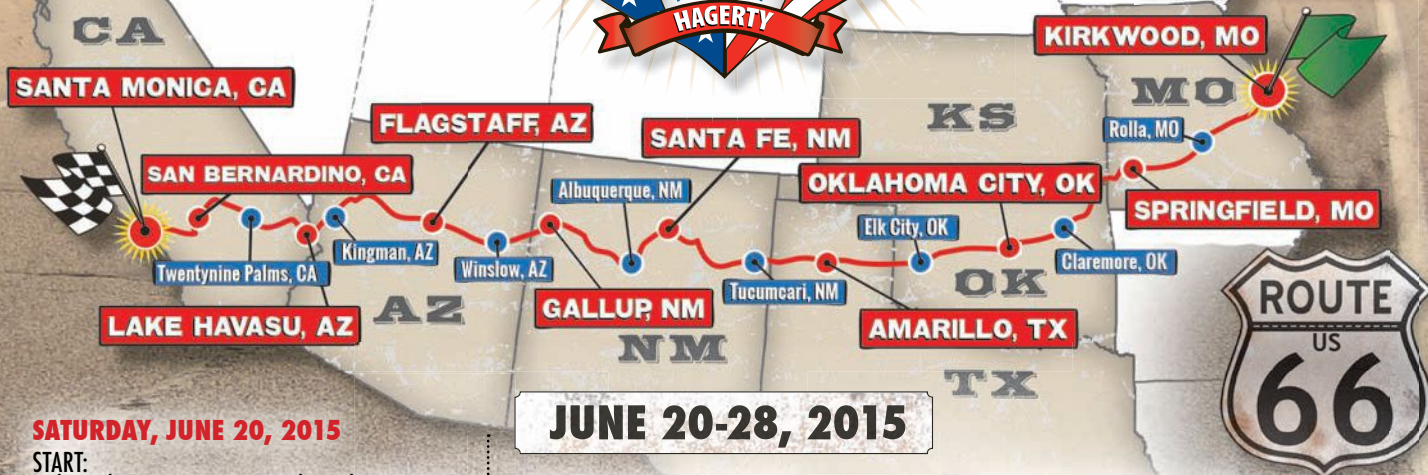 HAGERTY
CA
KIRKWOOD, MO
SANTA MONICA, CA
MO
FLAGSTAFF, AZ
KS
SANTA FE, NM
Rolla, MO
SAN BERNARDINO, CA
Albuquerque, NM
OKLAHOMA CITY, OK
SPRINGFIELD, MO
Elk City, OK
Kingman, AZ
Winslow, AZ
Twentynine Palms, CA
Claremore, OK
OK
Tucumcari, NM
GALLUP, NM
AZ
LAKE HAVASU, AZ
AMARILLO, TX
NM
TX
ROUTE
US
66
JUNE 20-28, 2015
SATURDAY, JUNE 20, 2015
START: